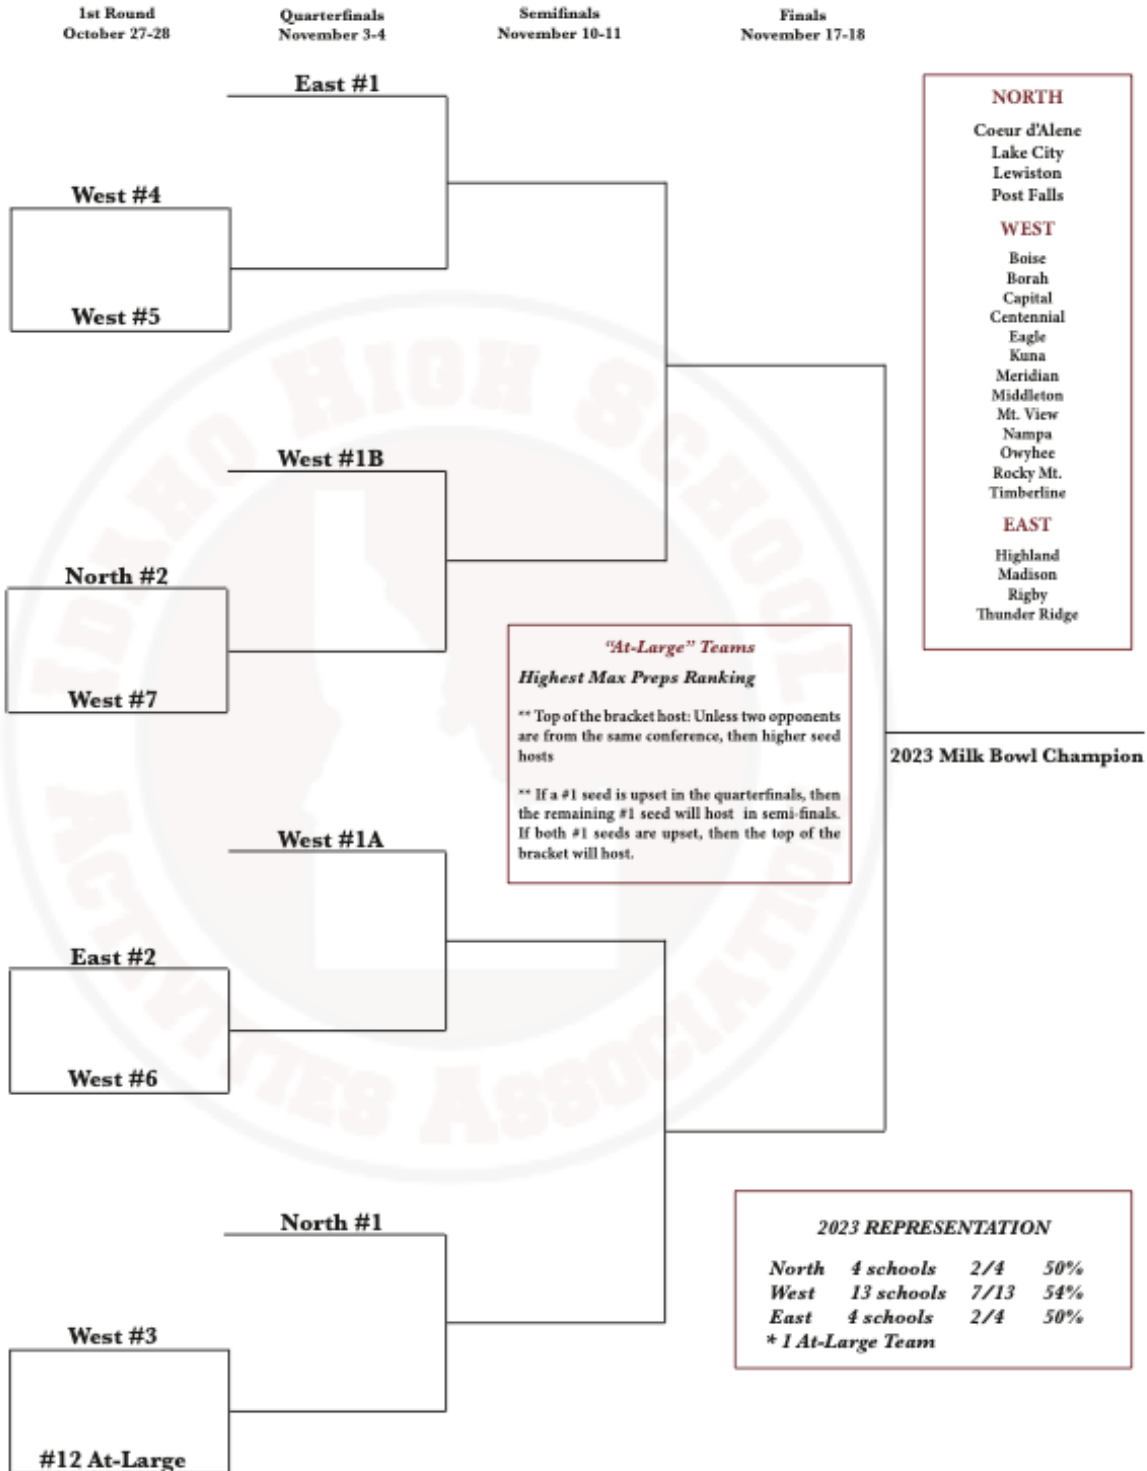 1st Round
October 27-28
Quarterfinals
November 3-4
Semifinals
November 10-11
Finals
November 17-18
East #1
West #4
West #5
West #1B
North #2
West #7
West #1A
East #2
West #6
North #1
West #3
#12 At-Large
NORTH
Coeur d'Alene
Lake City
Lewiston
Post Falls
WEST
Boise
Borah
Capital
Centennial
Eagle
Kuna
Meridian
Middleton
Mt. View
Nampa
Owyhee
Rocky Mt.
Timberline
EAST
Highland
Madison
Rigby
Thunder Ridge
"At-Large" Teams
Highest Max Preps Ranking
** Top of the bracket host: Unless two opponents
are from the same conference, then higher seed
hosts
** If a #1 seed is upset in the quarterfinals, then
the remaining #1 seed will host in semi-finals.
If both #1 seeds are upset, then the top of the
bracket will host.
2023 Milk Bowl Champion
2023 REPRESENTATION
North 4 schools 2/4 50%
West 13 schools 7/13 54%
East 4 schools 2/4 50%
* 1 At-Large Team
IDAHO HIGH SCHOOL
ACTIVITIES ASSOCIATION